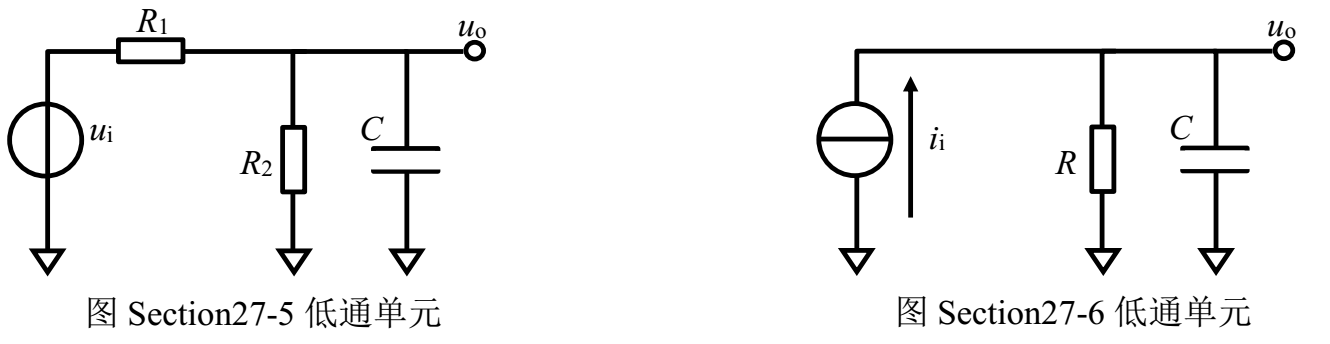 R1
uo
ui
R2
C
图 Section27-5 低通单元
uo
ii
R
C
图 Section27-6 低通单元